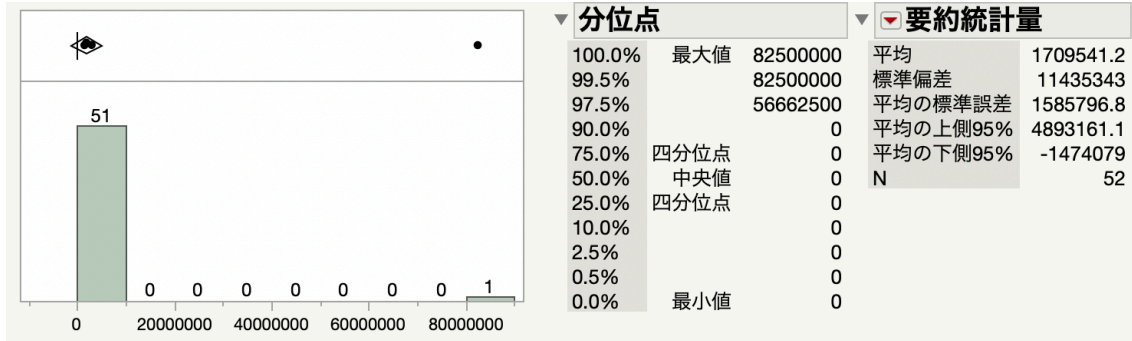 51
0 0 0 0 0 0 0 1
0 20000000 40000000 60000000 80000000
分位点
100.0% 最大値 82500000
99.5% 82500000
97.5% 56662500
90.0% 0
75.0% 四分位点 0
50.0% 中央値 0
25.0% 四分位点 0
10.0% 0
2.5% 0
0.5% 0
0.0% 最小値 0
要約統計量
平均 1709541.2
標準偏差 11435343
平均の標準誤差 1585796.8
平均の上側95% 4893161.1
平均の下側95% -1474079
N 52